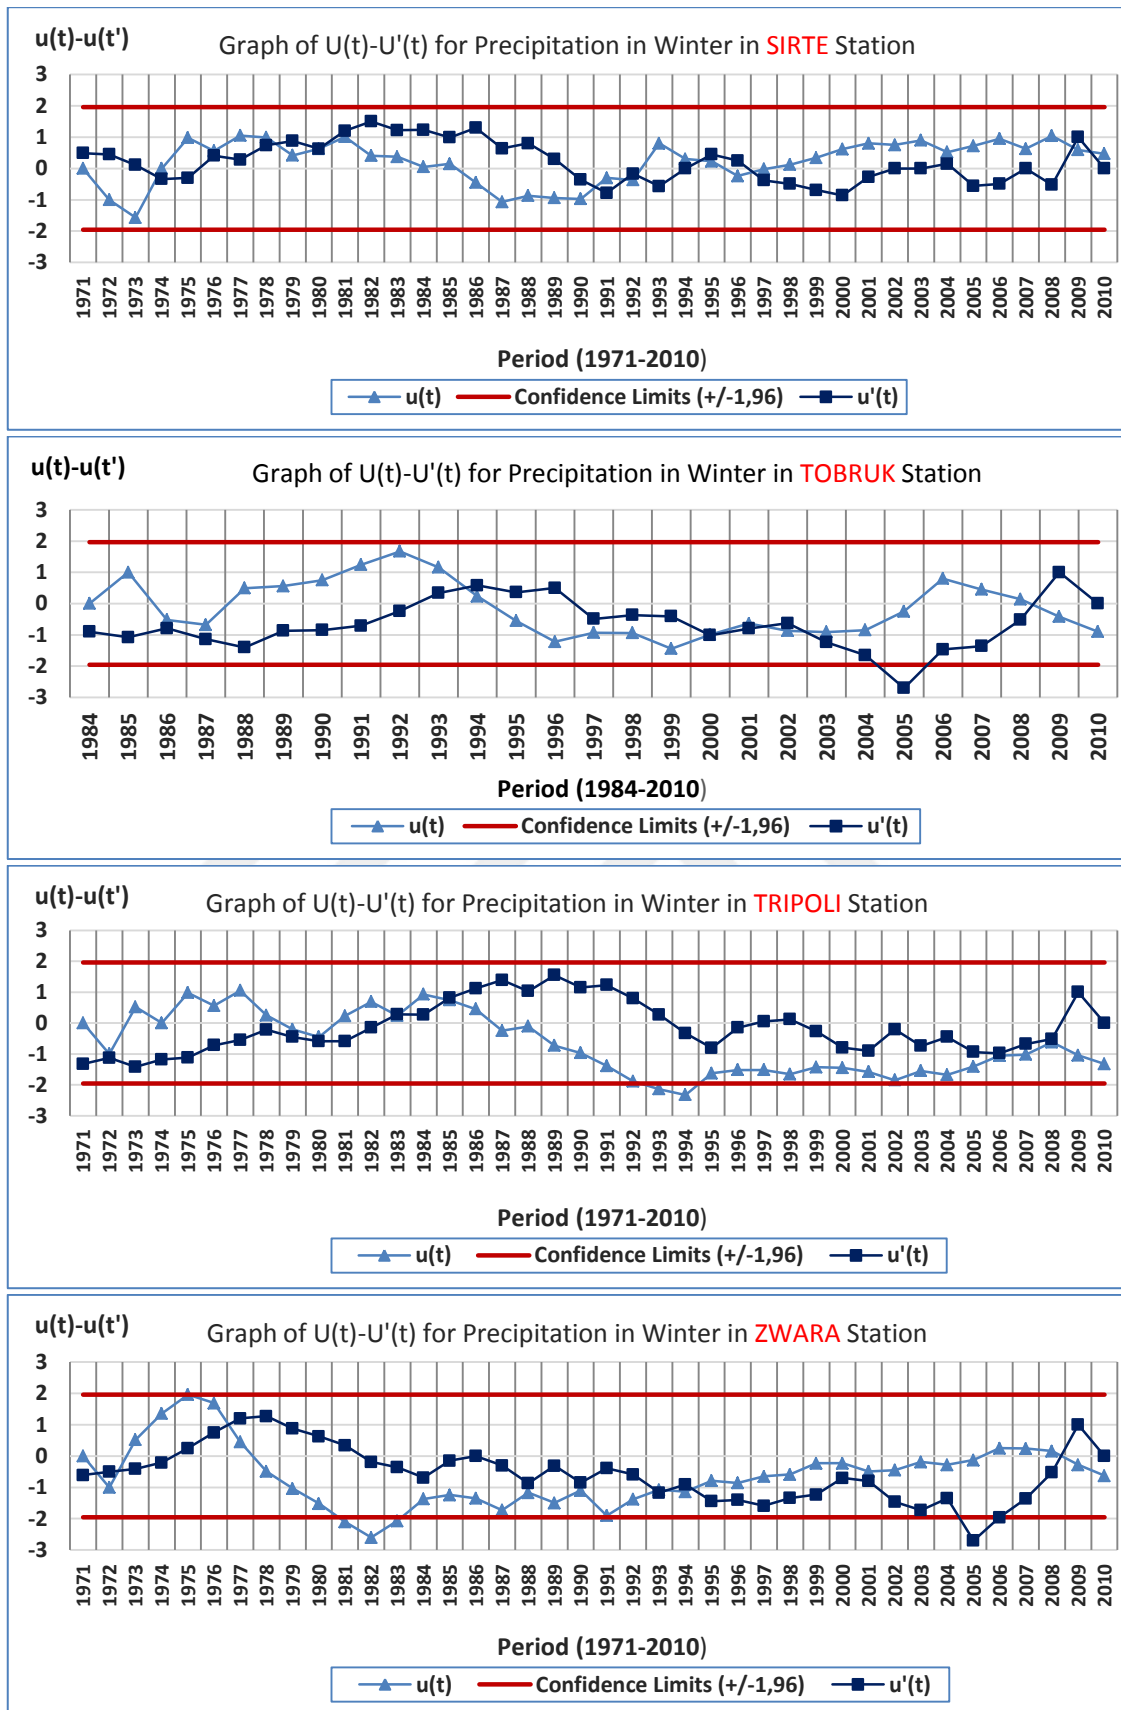 u(t)-u(t')
Graph of U(t)-U'(t) for Precipitation in Winter in SIRTE Station
3
2
1
0
-1
-2
-3
1971 1972 1973 1974 1975 1976 1977 1978 1979 1980 1981 1982 1983 1984 1985 1986 1987 1988 1989 1990 1991 1992 1993 1994 1995 1996 1997 1998 1999 2000 2001 2002 2003 2004 2005 2006 2007 2008 2009 2010
Period (1971-2010)
u(t) Confidence Limits (+/-1,96) u'(t)
u(t)-u(t')
Graph of U(t)-U'(t) for Precipitation in Winter in TOBRUK Station
3
2
1
0
-1
-2
-3
1984 1985 1986 1987 1988 1989 1990 1991 1992 1993 1994 1995 1996 1997 1998 1999 2000 2001 2002 2003 2004 2005 2006 2007 2008 2009 2010
Period (1984-2010)
u(t) Confidence Limits (+/-1,96) u'(t)
u(t)-u(t')
Graph of U(t)-U'(t) for Precipitation in Winter in TRIPOLI Station
3
2
1
0
-1
-2
-3
1971 1972 1973 1974 1975 1976 1977 1978 1979 1980 1981 1982 1983 1984 1985 1986 1987 1988 1989 1990 1991 1992 1993 1994 1995 1996 1997 1998 1999 2000 2001 2002 2003 2004 2005 2006 2007 2008 2009 2010
Period (1971-2010)
u(t) Confidence Limits (+/-1,96) u'(t)
u(t)-u(t')
Graph of U(t)-U'(t) for Precipitation in Winter in ZWARA Station
3
2
1
0
-1
-2
-3
1971 1972 1973 1974 1975 1976 1977 1978 1979 1980 1981 1982 1983 1984 1985 1986 1987 1988 1989 1990 1991 1992 1993 1994 1995 1996 1997 1998 1999 2000 2001 2002 2003 2004 2005 2006 2007 2008 2009 2010
Period (1971-2010)
u(t) Confidence Limits (+/-1,96) u'(t)